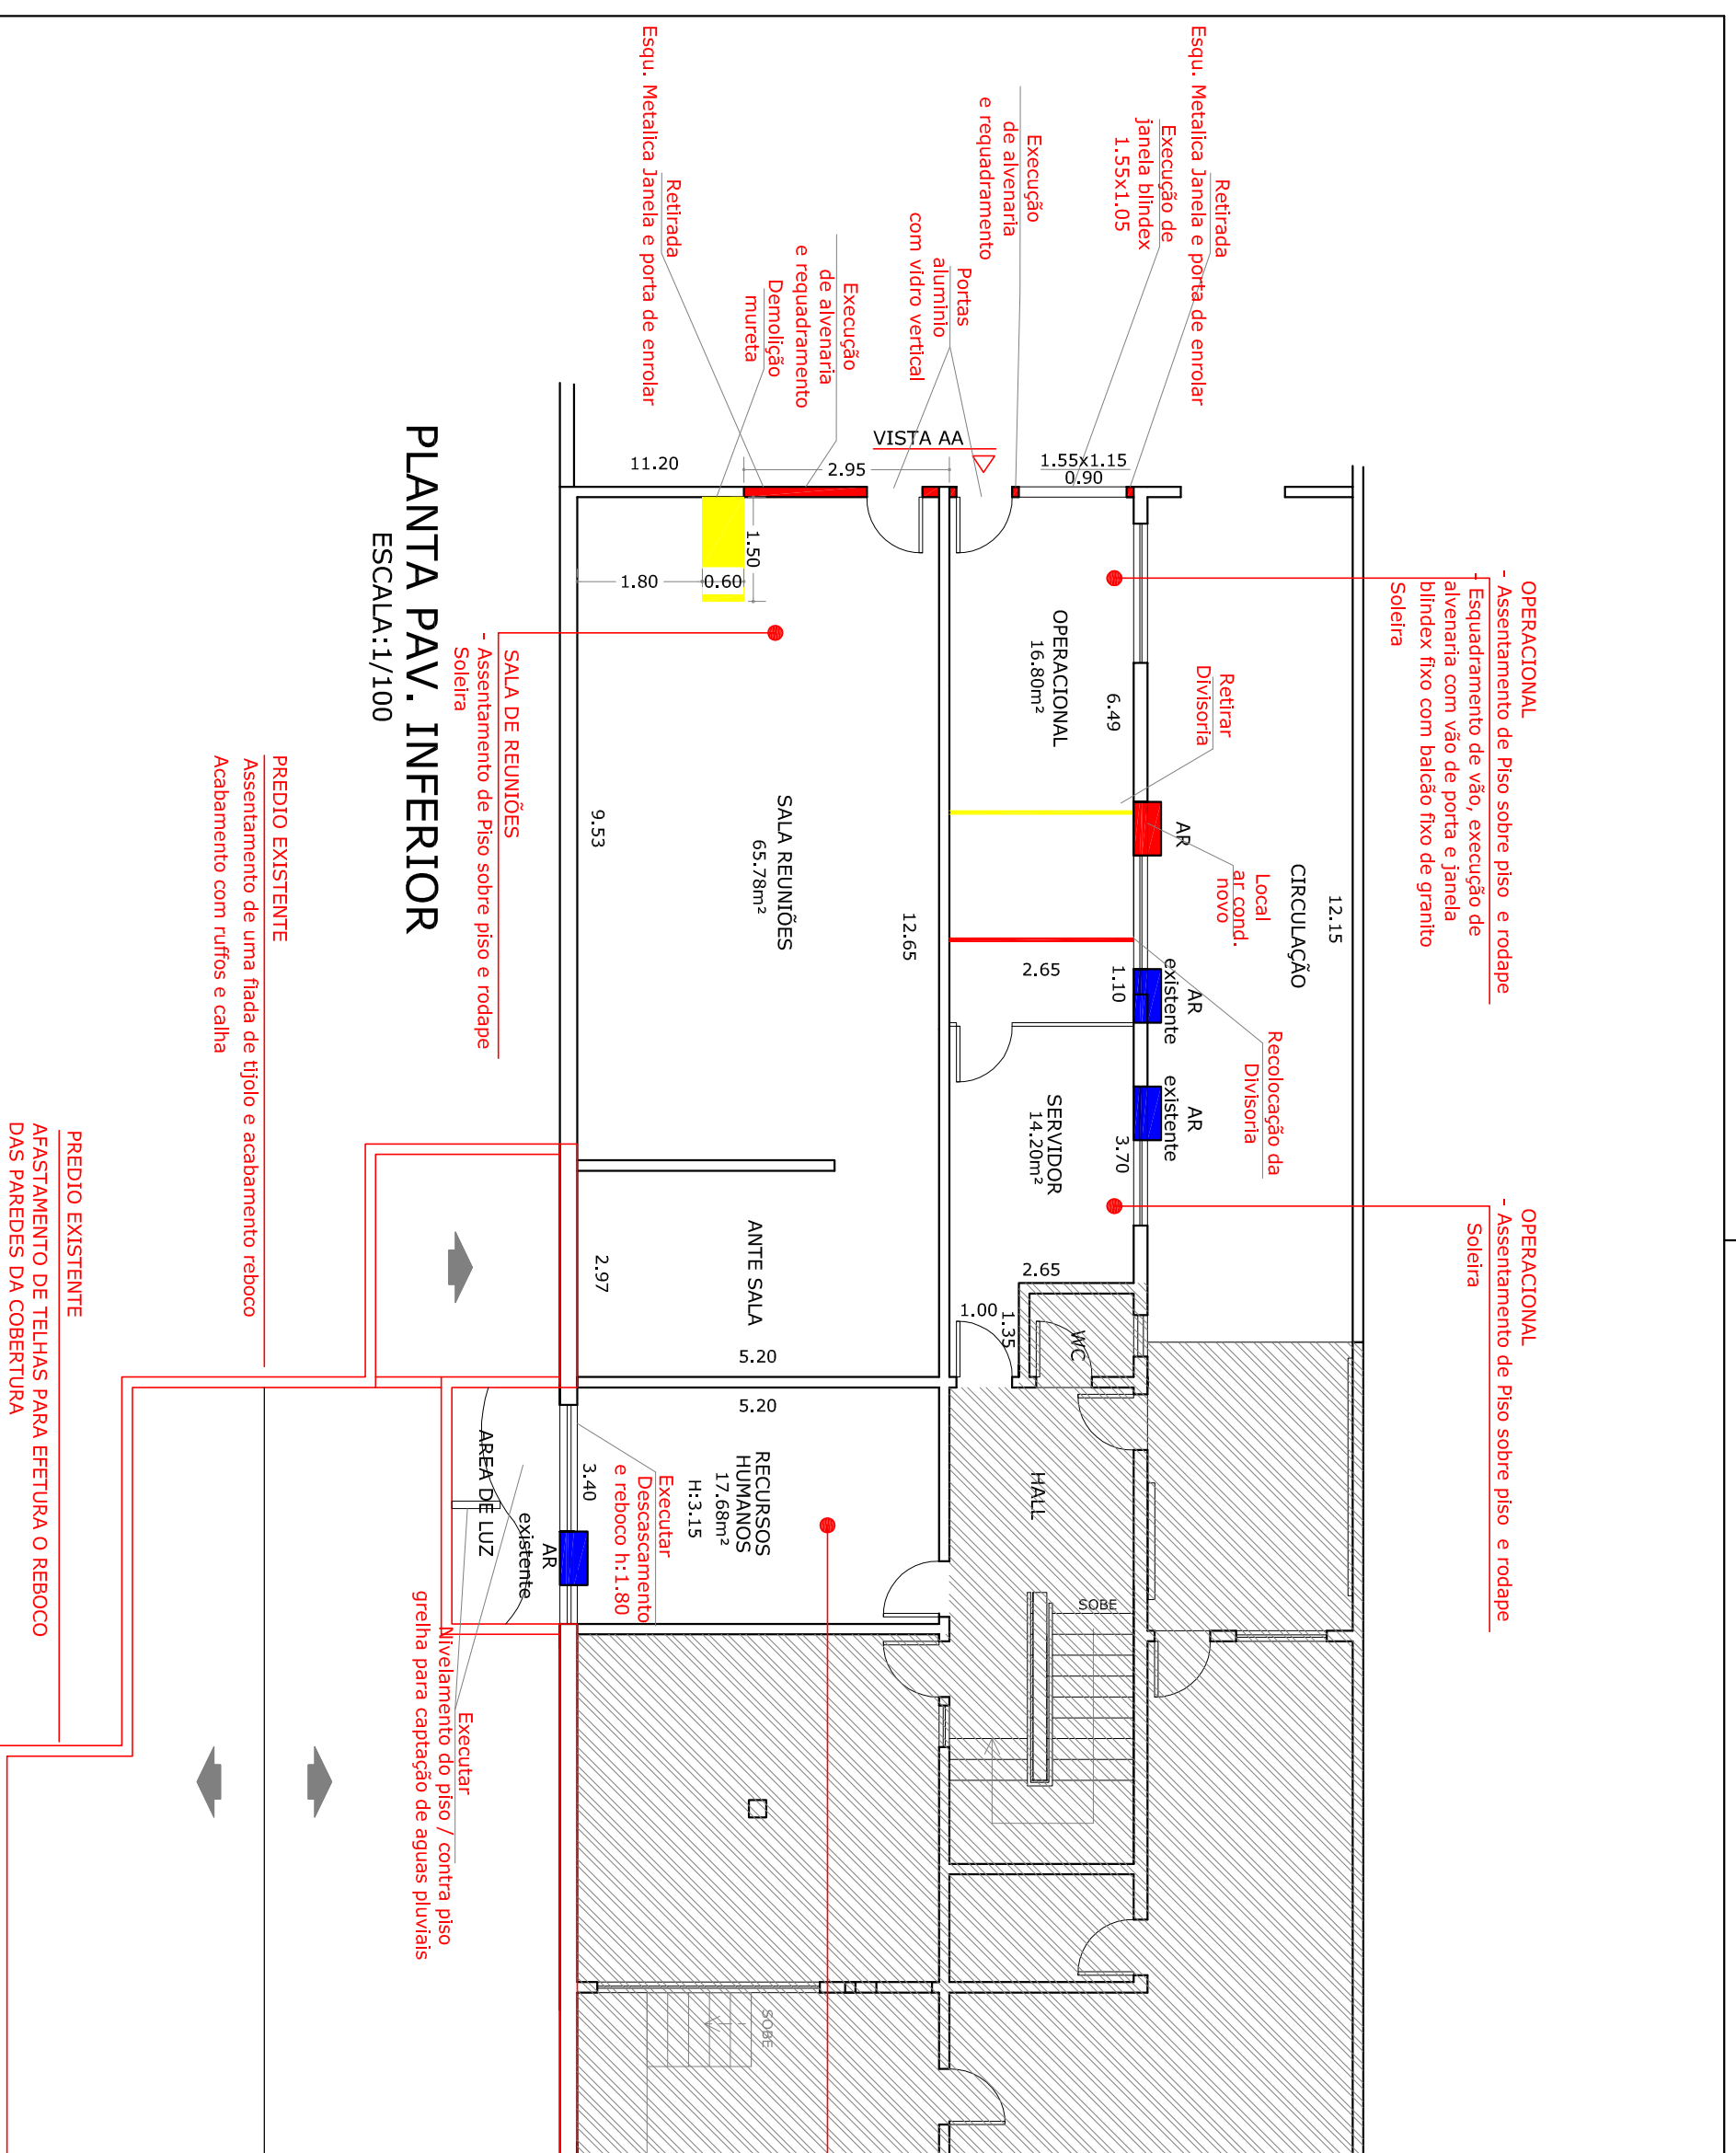 OPERACIONAL
- Assentamento de Piso sobre piso e rodape
- Esquadramento de vão, execução de
alvenaria com vão de porta e janela
blindex fixo com balcão fixo de granito
Soleira
OPERACIONAL
- Assentamento de Piso sobre piso e rodape
Soleira
Retirada
Esqu. Metalica Janela e porta de enrolar
Execução de
janela blindex
1.55x1.05
Execução
de alvenaria
e requadramento
Portas
aluminio
com vidro vertical
Execução
de alvenaria
e requadramento
Demolição
mureta
Retirada
Esqu. Metalica Janela e porta de enrolar
VISTA AA
1.55x1.15
0.90
2.95
11.20
1.50
0.60
1.80
12.15
CIRCULAÇÃO
Retirar
Divisoria
AR
Local
ar cond.
novo
AR
existente
AR
existente
Recolocação da
Divisoria
6.49
1.10
3.70
OPERACIONAL
16.80m²
2.65
SERVIDOR
14.20m²
2.65
1.00
1.35
WC
HALL
SOBE
12.65
SALA REUNIÕES
65.78m²
ANTE SALA
5.20
5.20
RECURSOS
HUMANOS
17.68m²
H:3.15
9.53
2.97
3.40
Executar
Descascamento
e reboco h:1.80
AR
existente
AREA DE LUZ
SOBE
SALA DE REUNIÕES
- Assentamento de Piso sobre piso e rodape
Soleira
Executar
Nivelamento do piso / contra piso
grelha para captação de aguas pluviais
PLANTA PAV. INFERIOR
ESCALA:1/100
PREDIO EXISTENTE
Assentamento de uma fiada de tijolo e acabamento reboco
Acabamento com ruffos e calha
PREDIO EXISTENTE
AFASTAMENTO DE TELHAS PARA EFETURA O REBOCO
DAS PAREDES DA COBERTURA